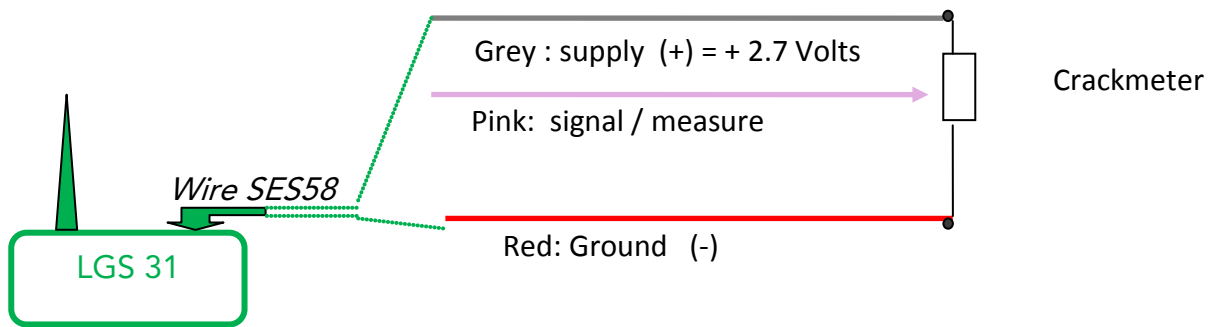 Grey : supply (+) = + 2.7 Volts
Crackmeter
Pink: signal / measure
Wire SES58
Red: Ground (-)
LGS 31